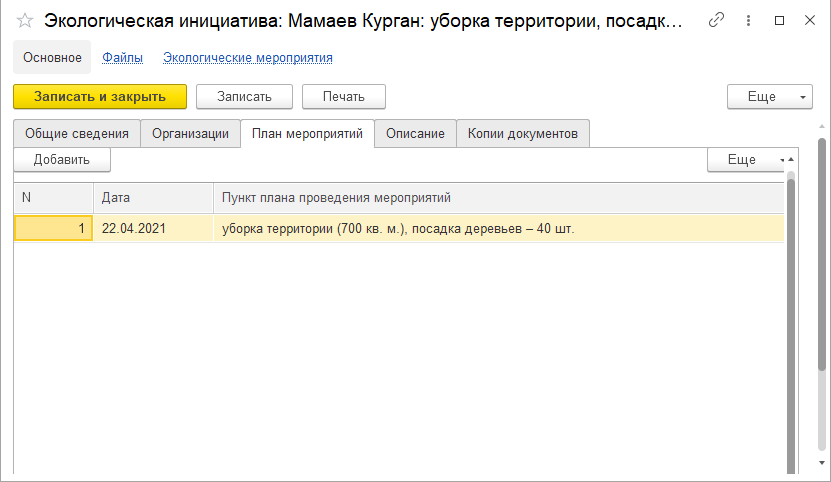 Экологическая инициатива: Мамаев Курган: уборка территории, посадк...
Основное Файлы Экологические мероприятия
Записать и закрыть Записать Печать Еще
Общие сведения Организации План мероприятий Описание Копии документов
Добавить Еще
N Дата Пункт плана проведения мероприятий
1 22.04.2021 уборка территории (700 кв. м.), посадка деревьев – 40 шт.